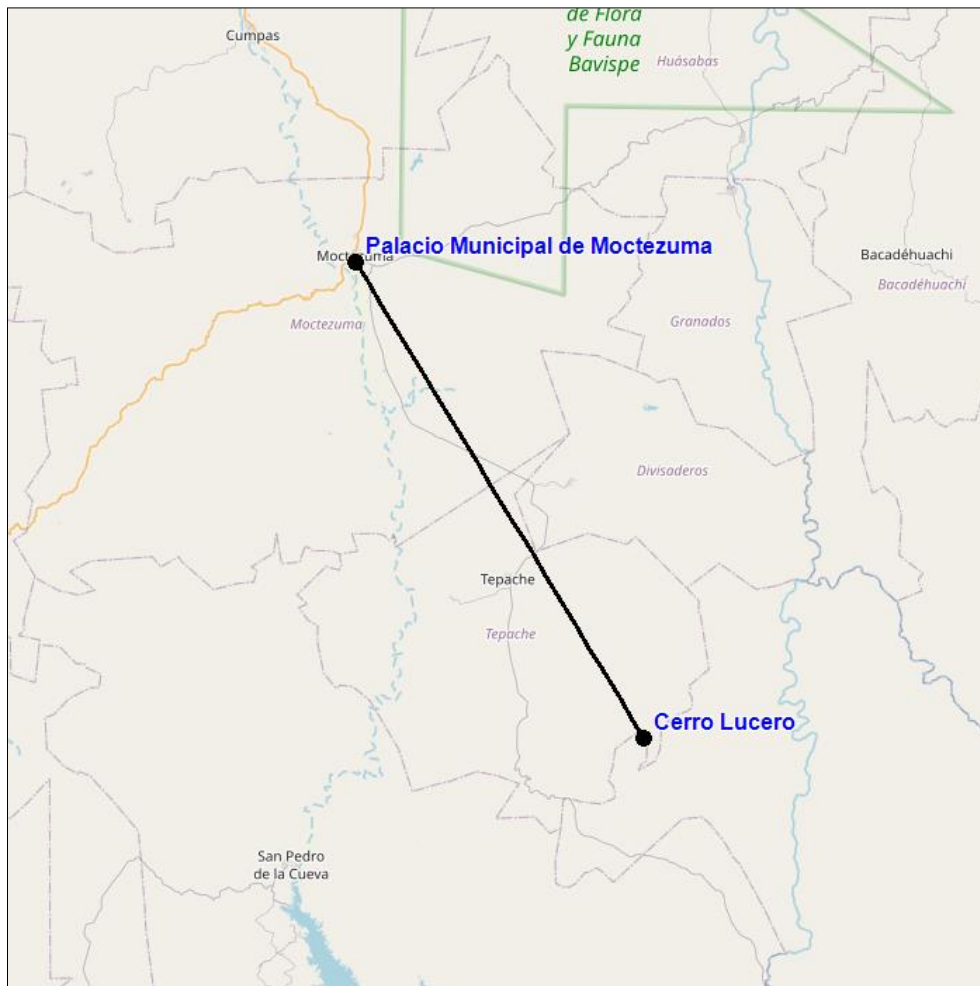 de Flora
y Fauna
Bavispe
Cumpas
Huásabas
Palacio Municipal de Moctezuma
Moctezuma
Bacadéhuachi
Bacadéhuachi
Moctezuma
Granados
Divisaderos
Tepache
Tepache
Cerro Lucero
San Pedro
de la Cueva